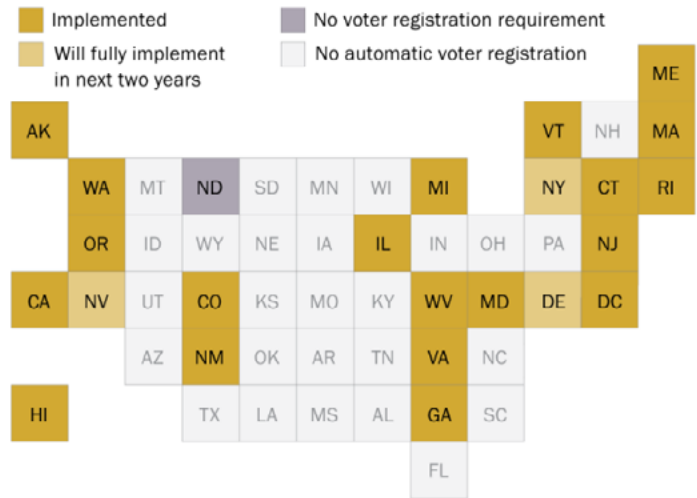 Implemented
No voter registration requirement
Will fully implement
in next two years
No automatic voter registration
ME
AK
VT NH MA
WA MT ND SD MN WI MI NY CT RI
OR ID WY NE IA IL IN OH PA NJ
CA NV UT CO KS MO KY WV MD DE DC
AZ NM OK AR TN VA NC
HI TX LA MS AL GA SC
FL